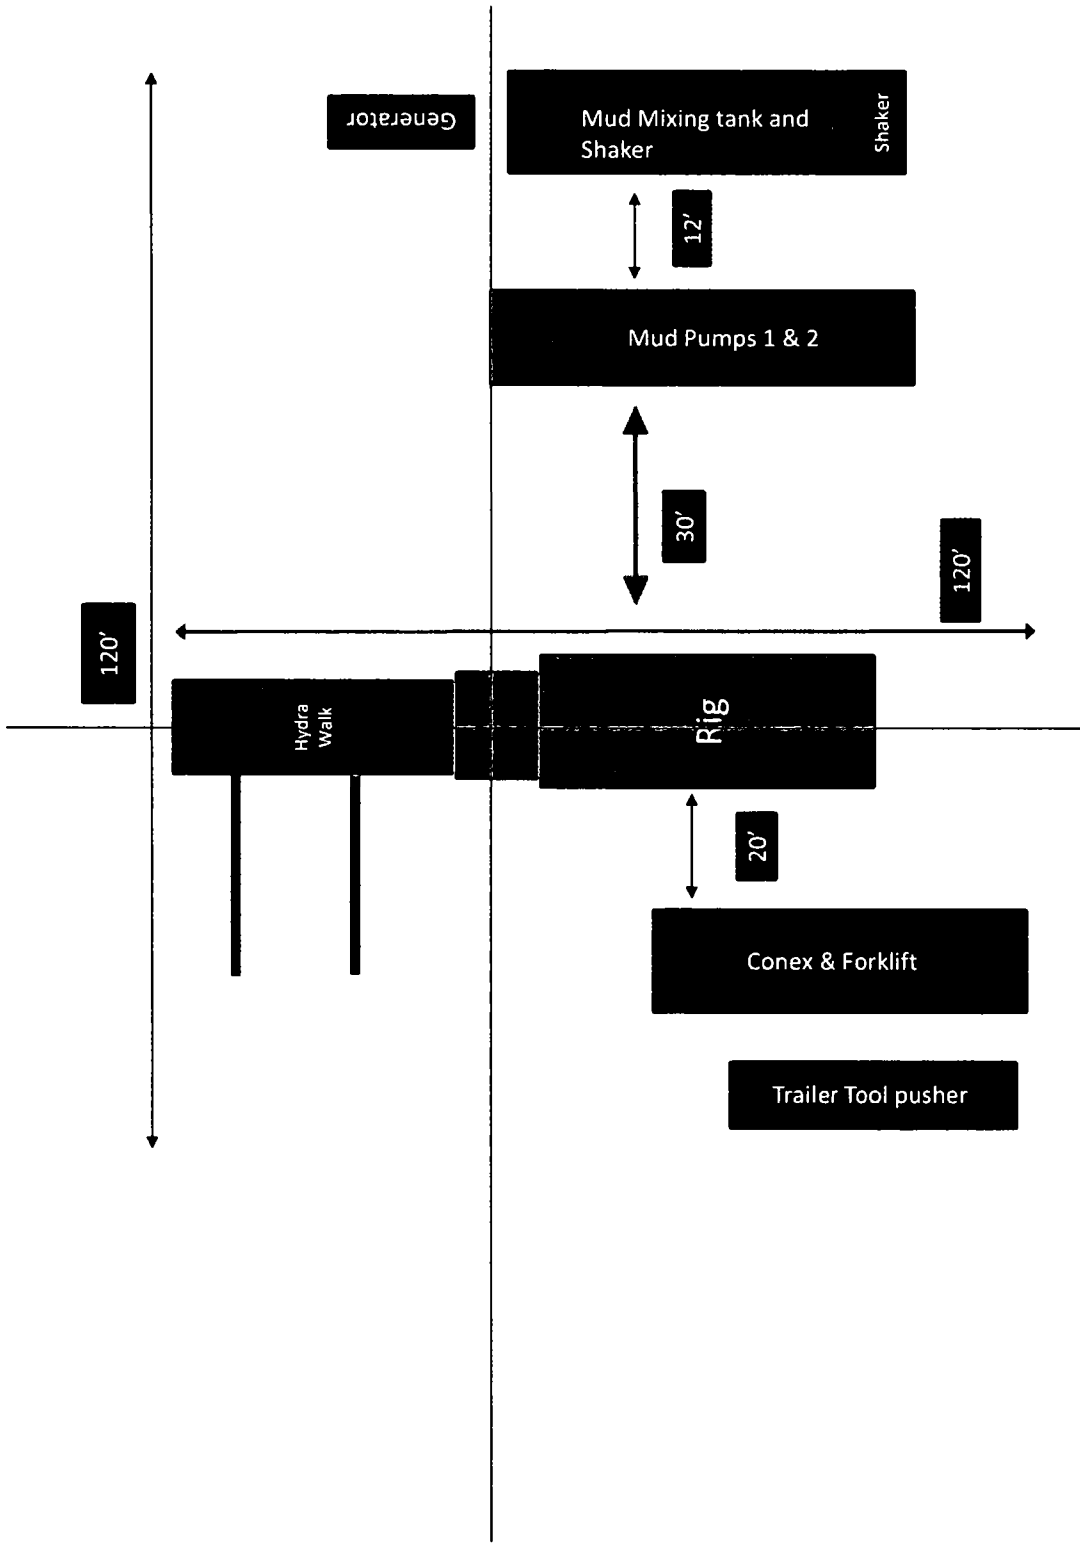 Generator
Mud Mixing tank and
Shaker
Shaker
12'
Mud Pumps 1 & 2
30'
120'
120'
Hydra
Walk
Rig
20'
Conex & Forklift
Trailer Tool pusher